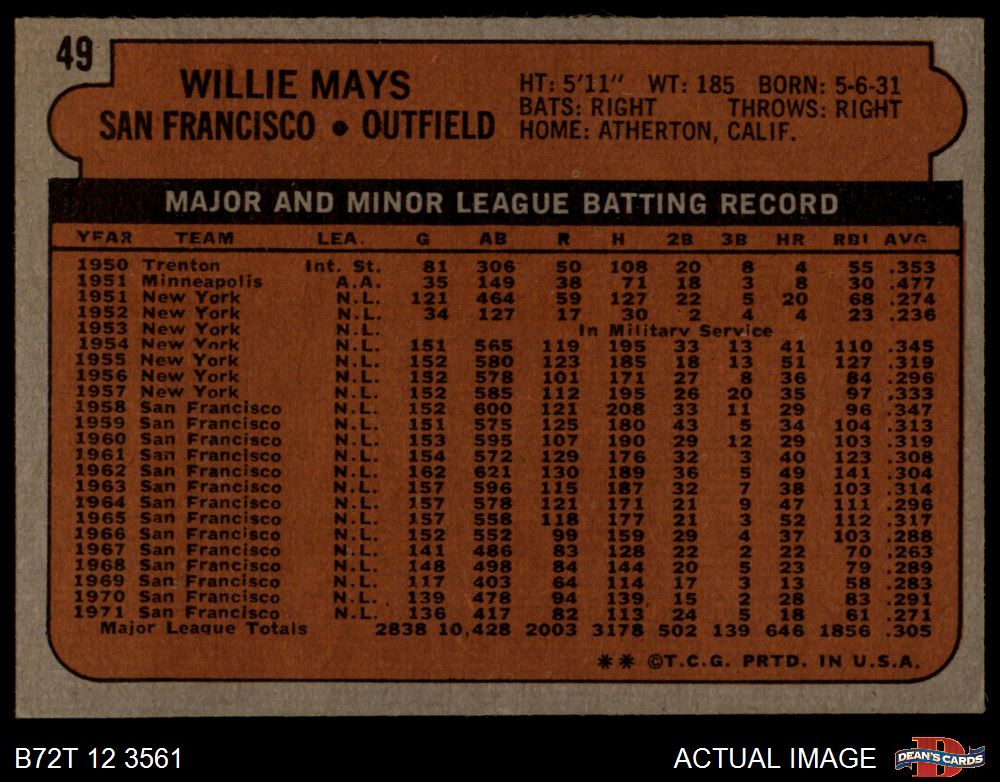 49
WILLIE MAYS
SAN FRANCISCO • OUTFIELD
HT: 5'11" WT: 185 BORN: 5-6-31
BATS: RIGHT THROWS: RIGHT
HOME: ATHERTON, CALIF.
MAJOR AND MINOR LEAGUE BATTING RECORD
YEAR TEAM LEA. G AB R H 2B 3B HR RBI AVG
1950 Trenton Int. St. 81 306 50 108 20 8 4 55 .353
1951 Minneapolis A.A. 35 149 38 71 18 3 8 30 .477
1951 New York N.L. 121 464 59 127 22 5 20 68 .274
1952 New York N.L. 34 127 17 30 2 4 4 23 .236
1953 New York N.L. In Military Service
1954 New York N.L. 151 565 119 195 33 13 41 110 .345
1955 New York N.L. 152 580 123 185 18 13 51 127 .319
1956 New York N.L. 152 578 101 171 27 8 36 84 .296
1957 New York N.L. 152 585 112 195 26 20 35 97 .333
1958 San Francisco N.L. 152 600 121 208 33 11 29 96 .347
1959 San Francisco N.L. 151 575 125 180 43 5 34 104 .313
1960 San Francisco N.L. 153 595 107 190 29 12 29 103 .319
1961 San Francisco N.L. 154 572 129 176 32 3 40 123 .308
1962 San Francisco N.L. 162 621 130 189 36 5 49 141 .304
1963 San Francisco N.L. 157 596 115 187 32 7 38 103 .314
1964 San Francisco N.L. 157 578 121 171 21 9 47 111 .296
1965 San Francisco N.L. 157 558 118 177 21 3 52 112 .317
1966 San Francisco N.L. 152 552 99 159 29 4 37 103 .288
1967 San Francisco N.L. 141 486 83 128 22 2 22 70 .263
1968 San Francisco N.L. 148 498 84 144 20 5 23 79 .289
1969 San Francisco N.L. 117 403 64 114 17 3 13 58 .283
1970 San Francisco N.L. 139 478 94 139 15 2 28 83 .291
1971 San Francisco N.L. 136 417 82 113 24 5 18 61 .271
Major League Totals 2838 10,428 2003 3178 502 139 646 1856 .305
** ©T.C.G. PRTD. IN U.S.A.
B72T 12 3561
ACTUAL IMAGE
D
DEAN'S CARDS